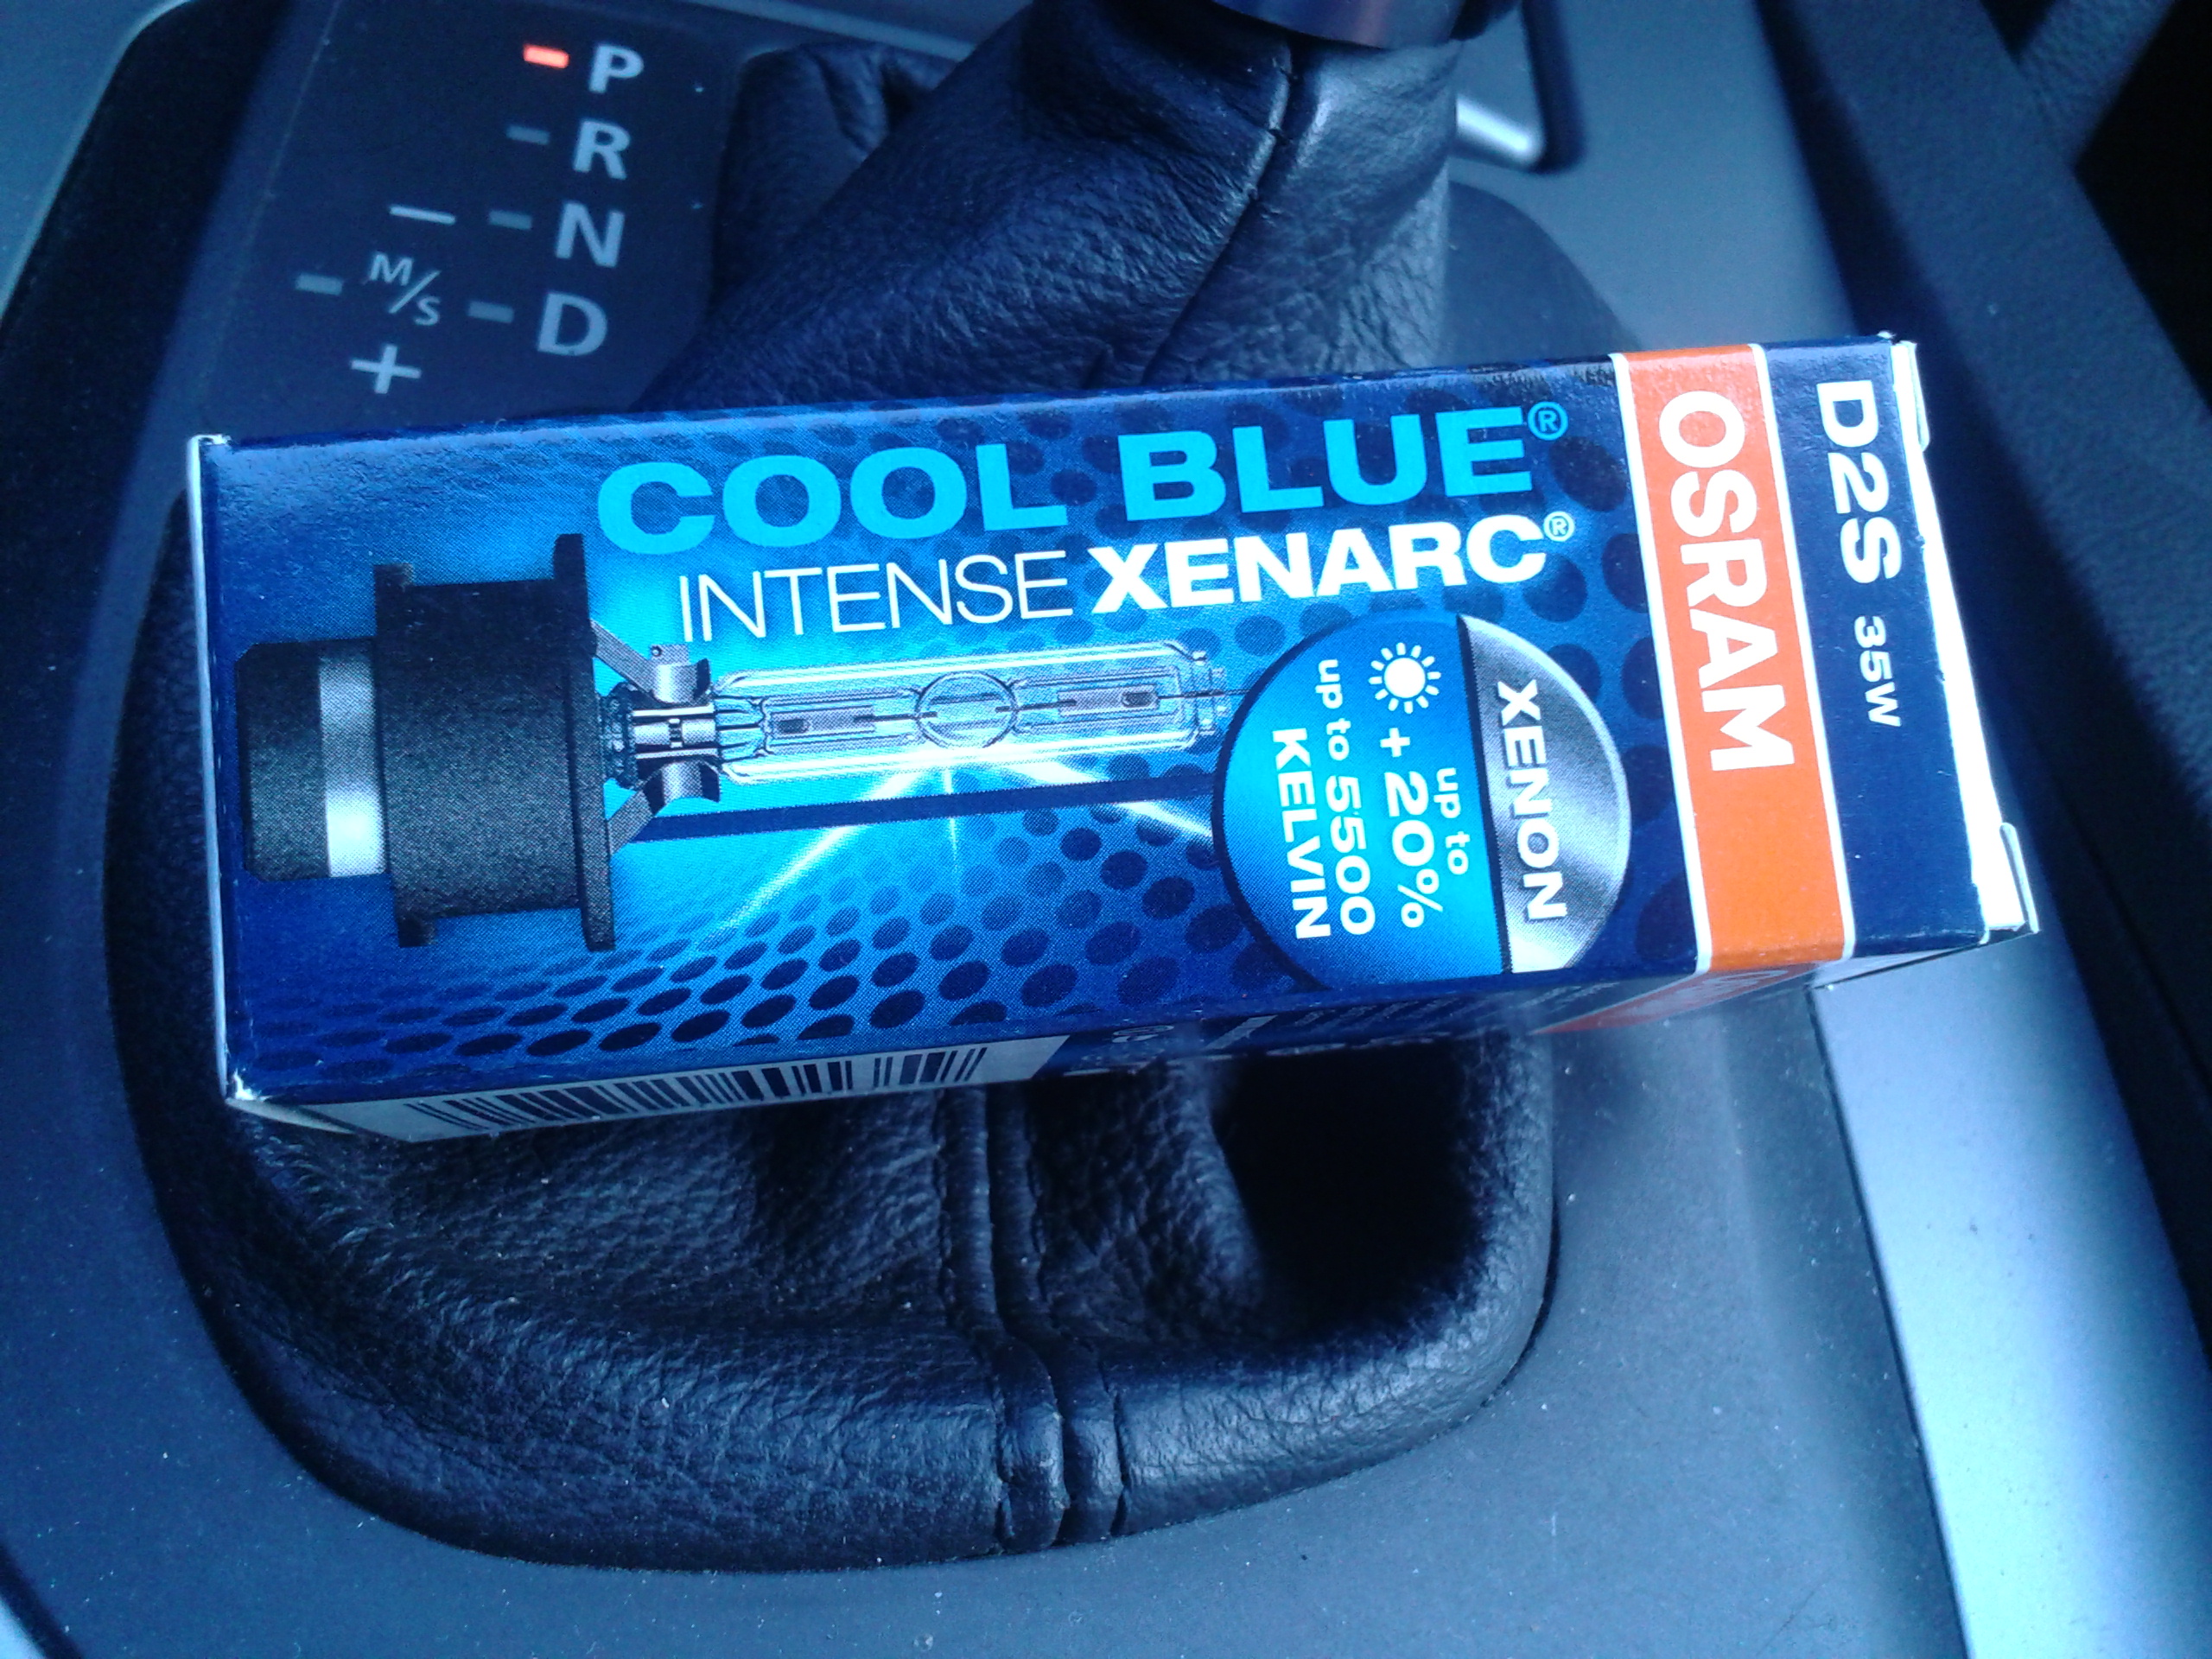 P
R
– N
M/S D
+
COOL BLUE®
INTENSE XENARC®
XENON
up to
+ 20%
up to 5500
KELVIN
OSRAM
D2S 35W